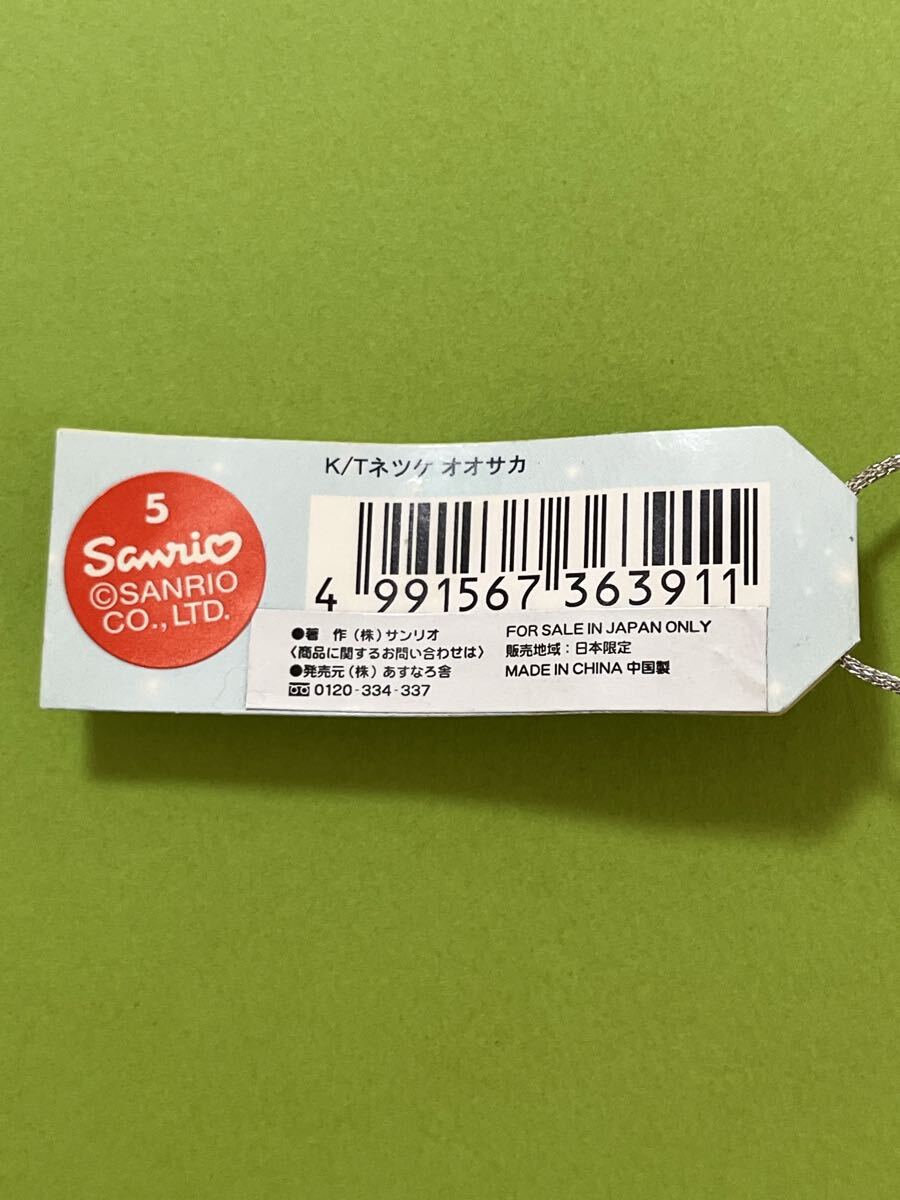 K/Tネツケ オオサカ
5
Sanrio
©SANRIO
CO.,LTD.
4 991567 363911
●著 作(株)サンリオ
〈商品に関するお問い合わせは〉
●発売元(株)あすなろ舎
0120-334-337
FOR SALE IN JAPAN ONLY
販売地域:日本限定
MADE IN CHINA 中国製